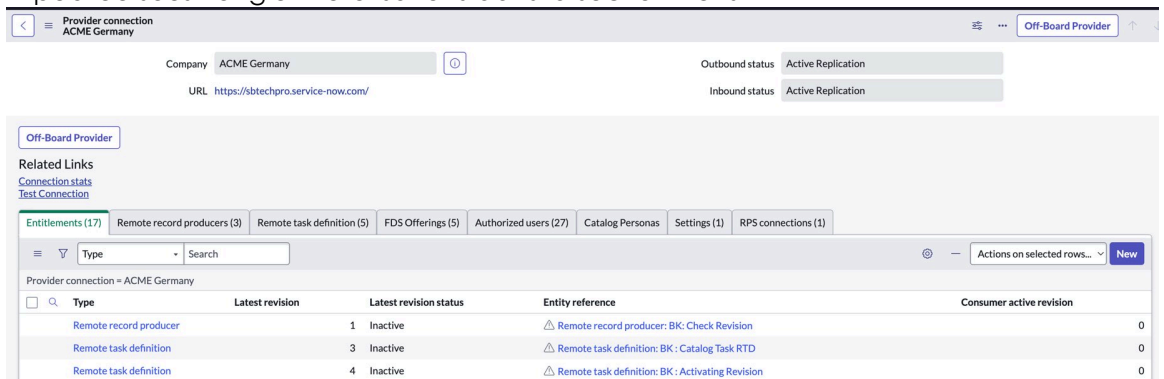 Provider connection
ACME Germany
Off-Board Provider
Company ACME Germany
Outbound status Active Replication
URL https://sbtechpro.service-now.com/
Inbound status Active Replication
Off-Board Provider
Related Links
Connection stats
Test Connection
Entitlements (17) Remote record producers (3) Remote task definition (5) FDS Offerings (5) Authorized users (27) Catalog Personas Settings (1) RPS connections (1)
Type Search Actions on selected rows... New
Provider connection = ACME Germany
Type Latest revision Latest revision status Entity reference Consumer active revision
Remote record producer 1 Inactive Remote record producer: BK: Check Revision 0
Remote task definition 3 Inactive Remote task definition: BK : Catalog Task RTD 0
Remote task definition 4 Inactive Remote task definition: BK : Activating Revision 0